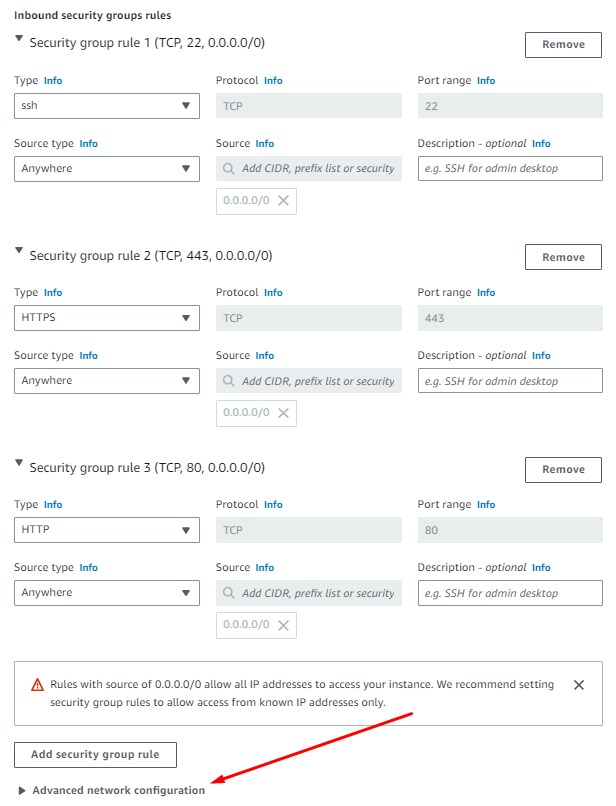 Inbound security groups rules
Security group rule 1 (TCP, 22, 0.0.0.0/0)
Remove
Type Info
Protocol Info
Port range Info
ssh
TCP
22
Source type Info
Source Info
Description - optional Info
Anywhere
Add CIDR, prefix list or security
e.g. SSH for admin desktop
0.0.0.0/0
Security group rule 2 (TCP, 443, 0.0.0.0/0)
Remove
Type Info
Protocol Info
Port range Info
HTTPS
TCP
443
Source type Info
Source Info
Description - optional Info
Anywhere
Add CIDR, prefix list or security
e.g. SSH for admin desktop
0.0.0.0/0
Security group rule 3 (TCP, 80, 0.0.0.0/0)
Remove
Type Info
Protocol Info
Port range Info
HTTP
TCP
80
Source type Info
Source Info
Description - optional Info
Anywhere
Add CIDR, prefix list or security
e.g. SSH for admin desktop
0.0.0.0/0
Rules with source of 0.0.0.0/0 allow all IP addresses to access your instance. We recommend setting
security group rules to allow access from known IP addresses only.
Add security group rule
Advanced network configuration